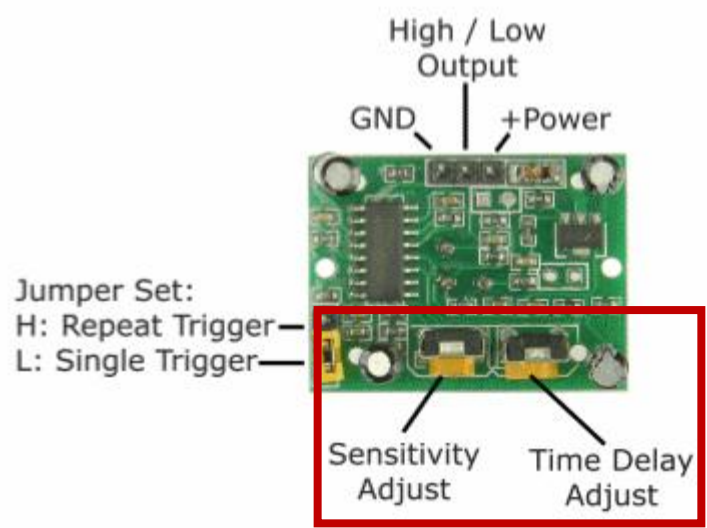 High / Low
Output
GND
+Power
Jumper Set:
H: Repeat Trigger
L: Single Trigger
Sensitivity
Adjust
Time Delay
Adjust